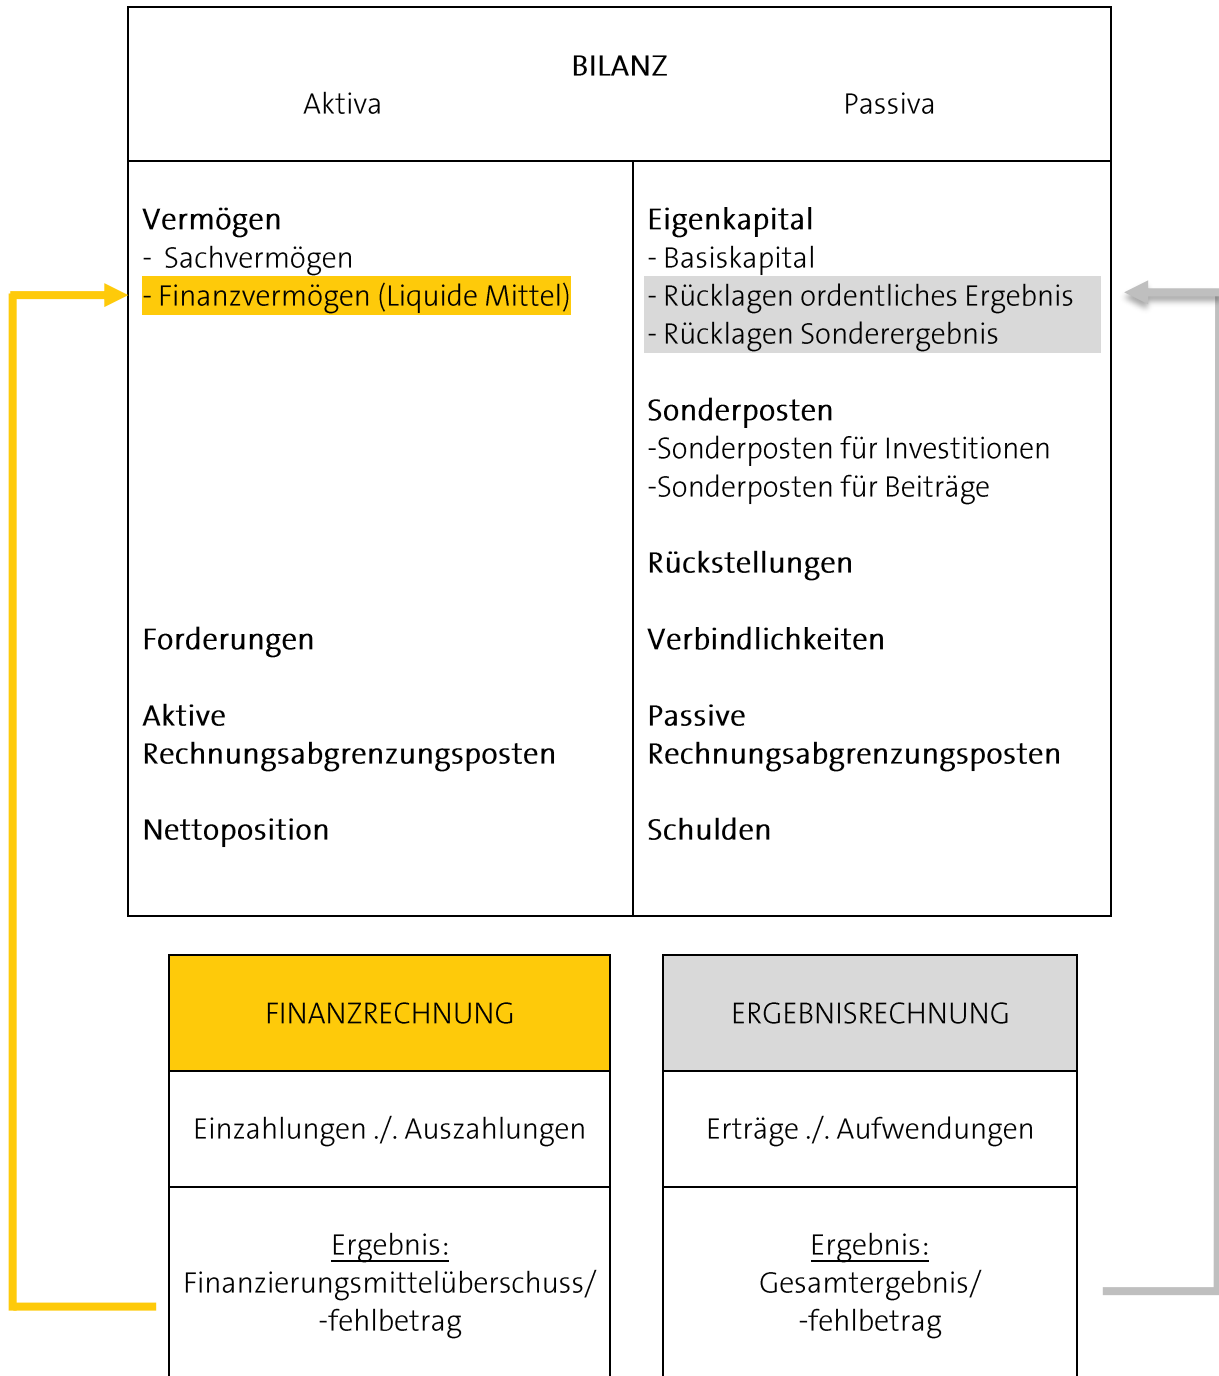 BILANZ
Aktiva
Passiva
Vermögen
- Sachvermögen
- Finanzvermögen (Liquide Mittel)
Forderungen
Aktive
Rechnungsabgrenzungsposten
Nettoposition
Eigenkapital
- Basiskapital
- Rücklagen ordentliches Ergebnis
- Rücklagen Sonderergebnis
Sonderposten
-Sonderposten für Investitionen
-Sonderposten für Beiträge
Rückstellungen
Verbindlichkeiten
Passive
Rechnungsabgrenzungsposten
Schulden
FINANZRECHNUNG
Einzahlungen ./. Auszahlungen
Ergebnis:
Finanzierungsmittelüberschuss/
-fehlbetrag
ERGEBNISRECHNUNG
Erträge ./. Aufwendungen
Ergebnis:
Gesamtergebnis/
-fehlbetrag